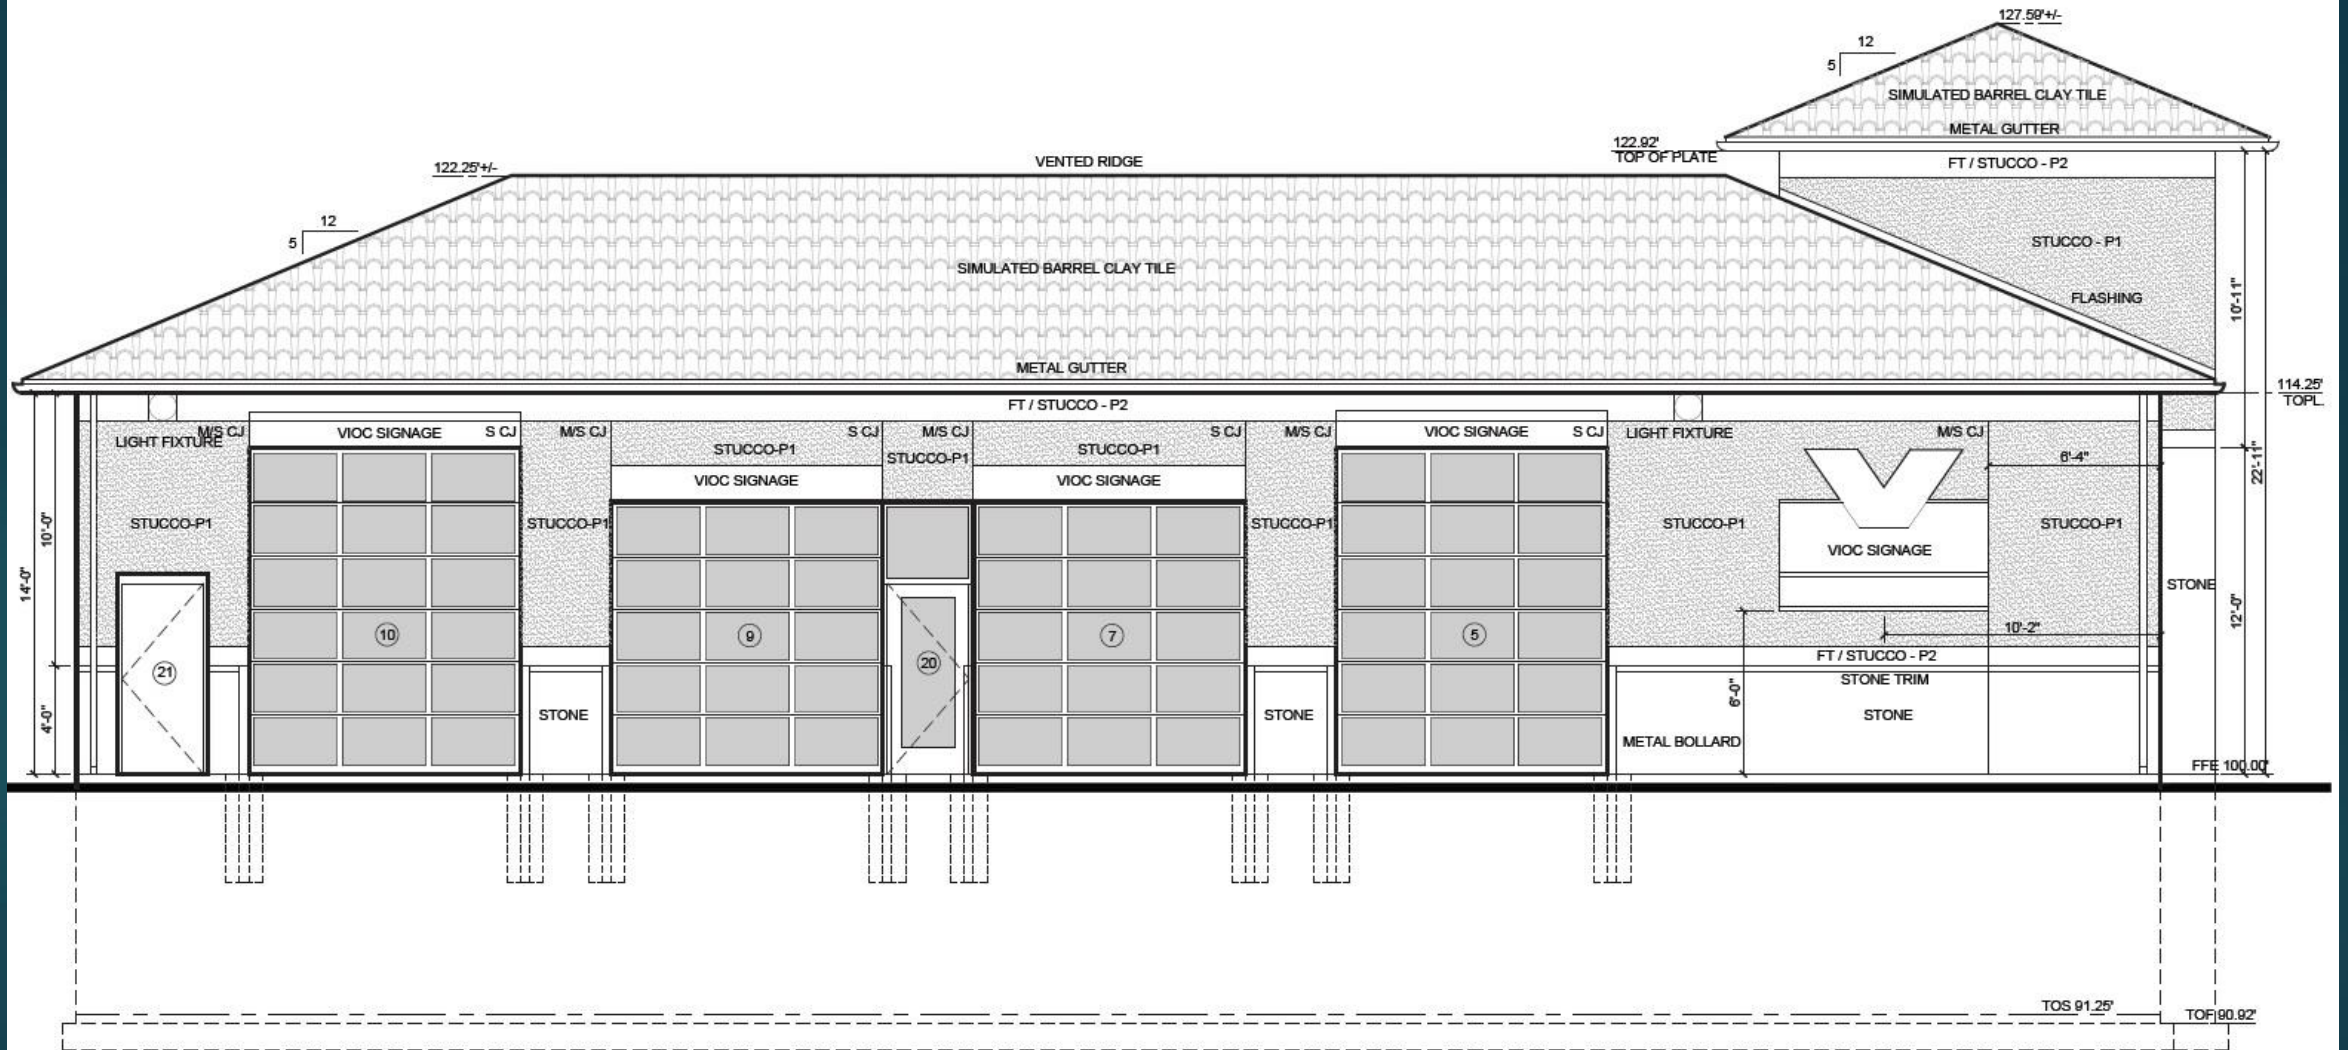 127.59'+/-
12
5
SIMULATED BARREL CLAY TILE
METAL GUTTER
122.92'
TOP OF PLATE
FT / STUCCO - P2
122.25'+/-
VENTED RIDGE
12
5
STUCCO - P1
SIMULATED BARREL CLAY TILE
FLASHING
10'-11"
METAL GUTTER
114.25'
TOPL.
FT / STUCCO - P2
LIGHT FIXTURE
M/S CJ
VIOC SIGNAGE
S CJ
M/S CJ
STUCCO-P1
S CJ
M/S CJ
STUCCO-P1
STUCCO-P1
S CJ
M/S CJ
VIOC SIGNAGE
S CJ
LIGHT FIXTURE
M/S CJ
6'-4"
22'-11"
VIOC SIGNAGE
VIOC SIGNAGE
10'-0"
STUCCO-P1
STUCCO-P1
STUCCO-P1
STUCCO-P1
STUCCO-P1
VIOC SIGNAGE
14'-0"
STONE
12'-0"
10
9
7
5
10'-2"
21
20
FT / STUCCO - P2
STONE TRIM
6'-0"
4'-0"
STONE
STONE
STONE
METAL BOLLARD
FFE 100.00'
TOS 91.25'
TOF 90.92'